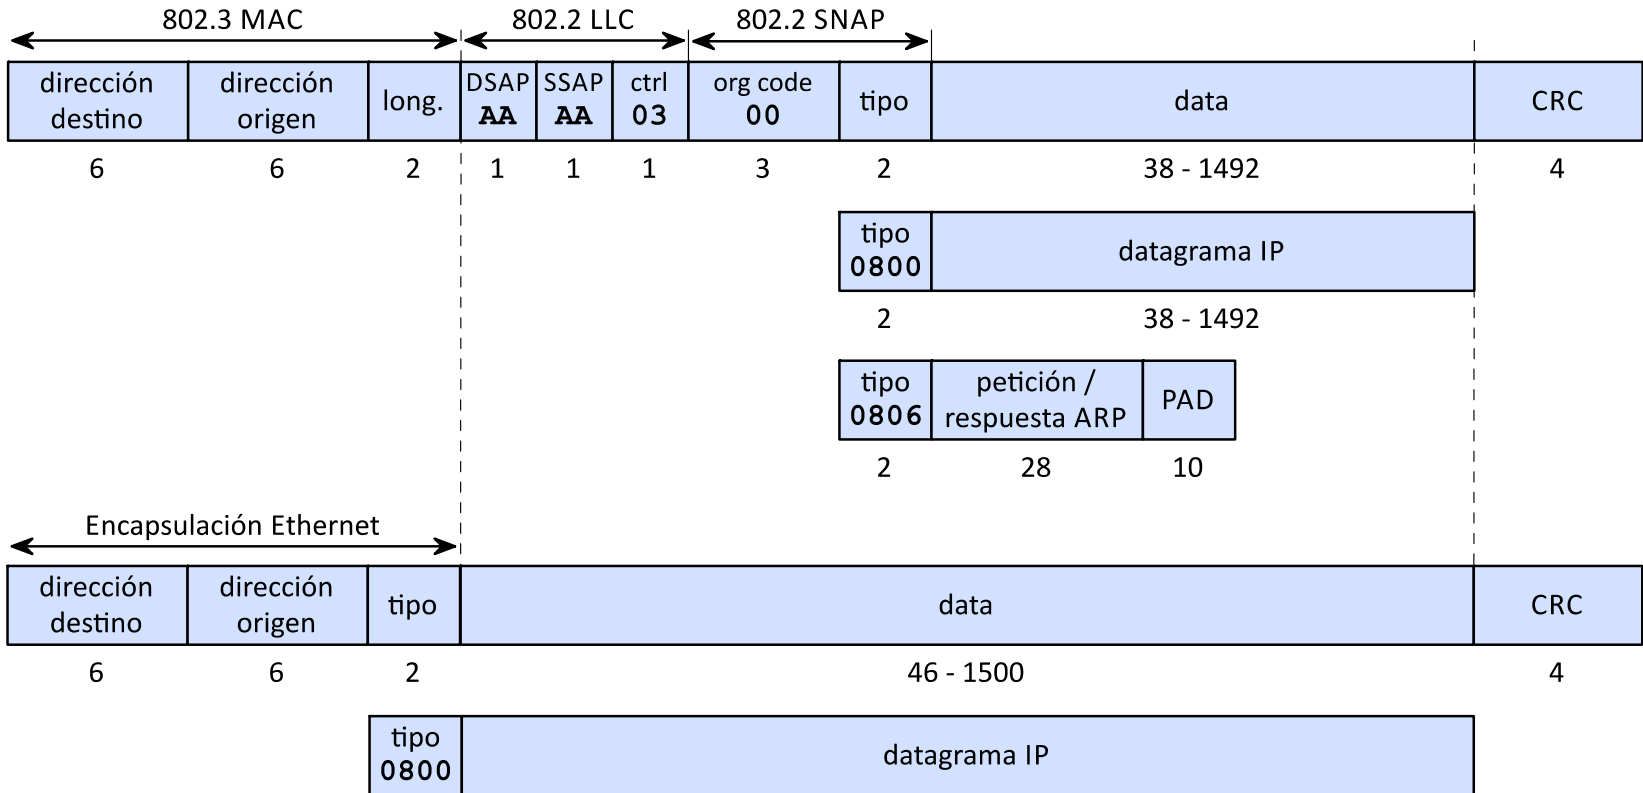 802.3 MAC 802.2 LLC 802.2 SNAP
dirección destino dirección origen long. DSAP AA SSAP AA ctrl 03 org code 00 tipo data CRC
6 6 2 1 1 1 3 2 38 - 1492 4
tipo 0800 datagrama IP
2 38 - 1492
tipo 0806 petición / respuesta ARP PAD
2 28 10
Encapsulación Ethernet
dirección destino dirección origen tipo data CRC
6 6 2 46 - 1500 4
tipo 0800 datagrama IP